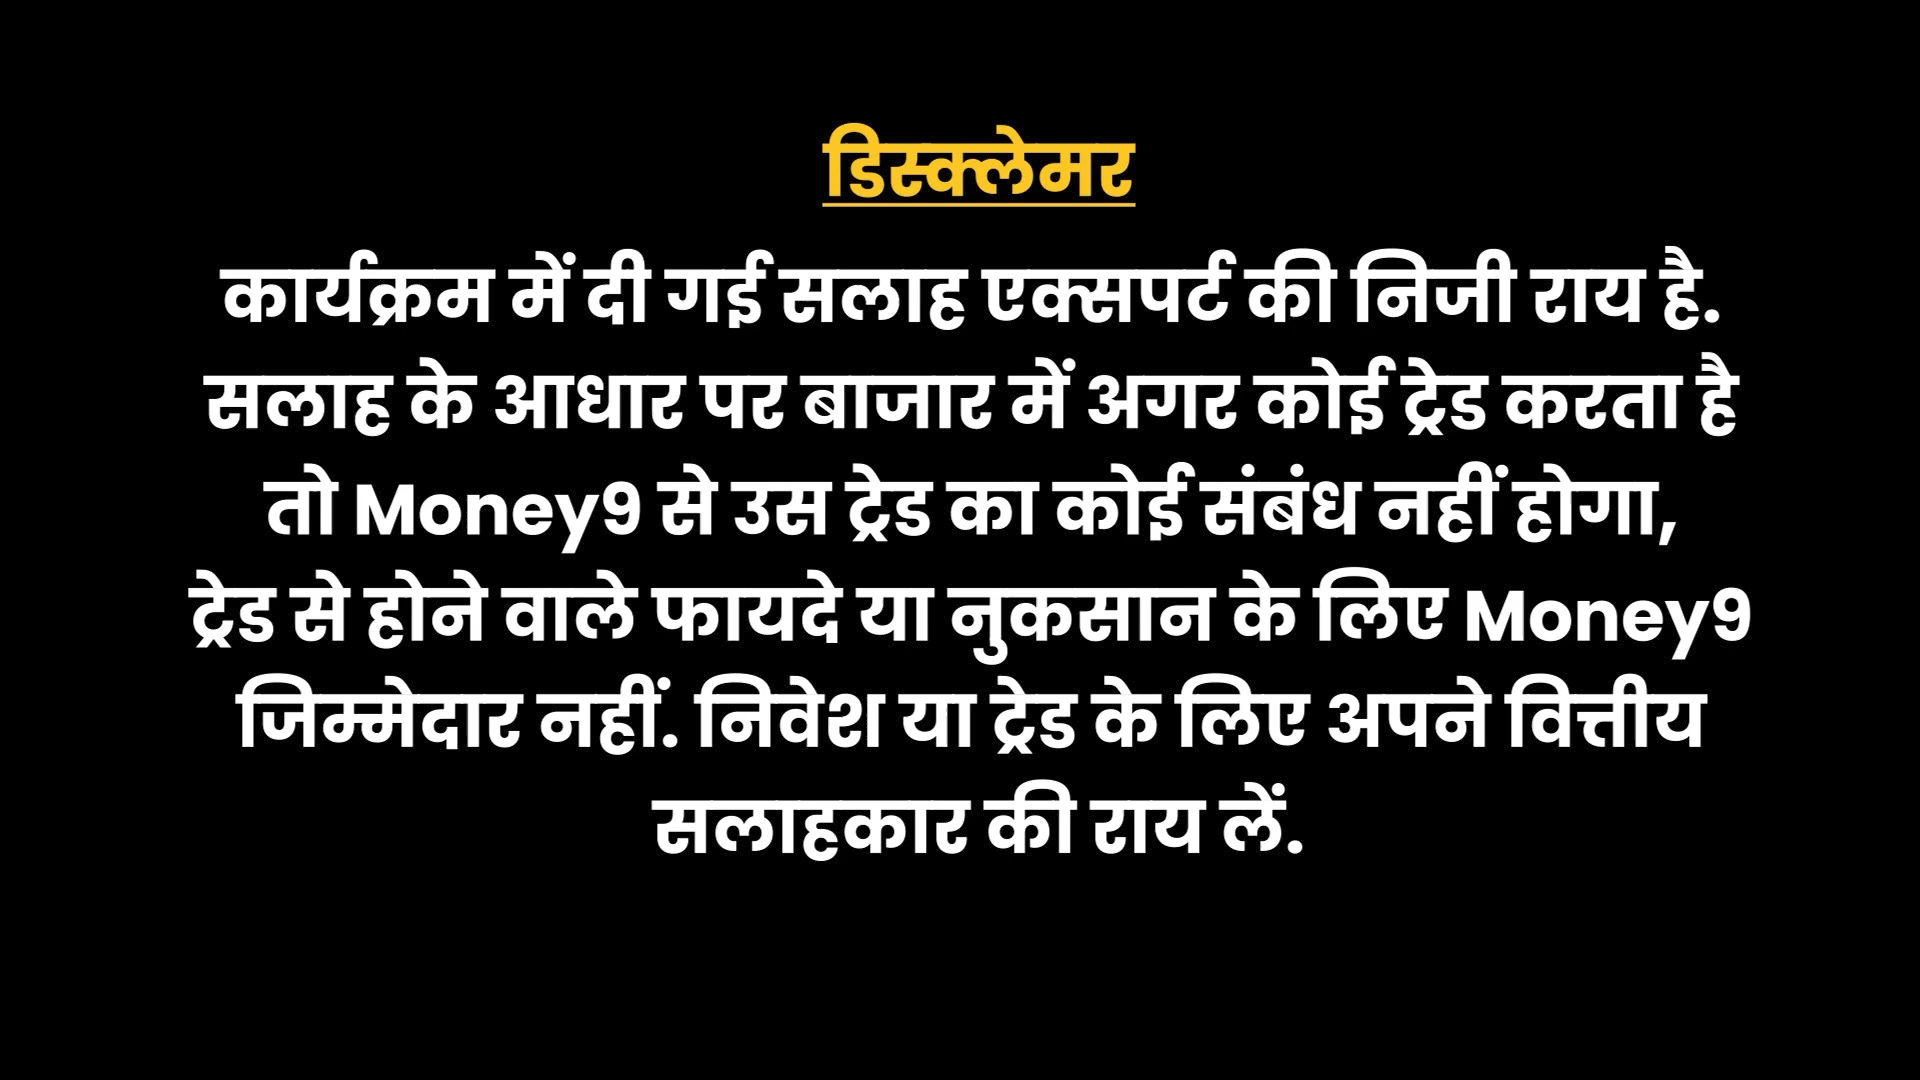 डिस्क्लेमर
कार्यक्रम में दी गई सलाह एक्सपर्ट की निजी राय है.
सलाह के आधार पर बाजार में अगर कोई ट्रेड करता है
तो Money9 से उस ट्रेड का कोई संबंध नहीं होगा,
ट्रेड से होने वाले फायदे या नुकसान के लिए Money9
जिम्मेदार नहीं. निवेश या ट्रेड के लिए अपने वित्तीय
सलाहकार की राय लें.